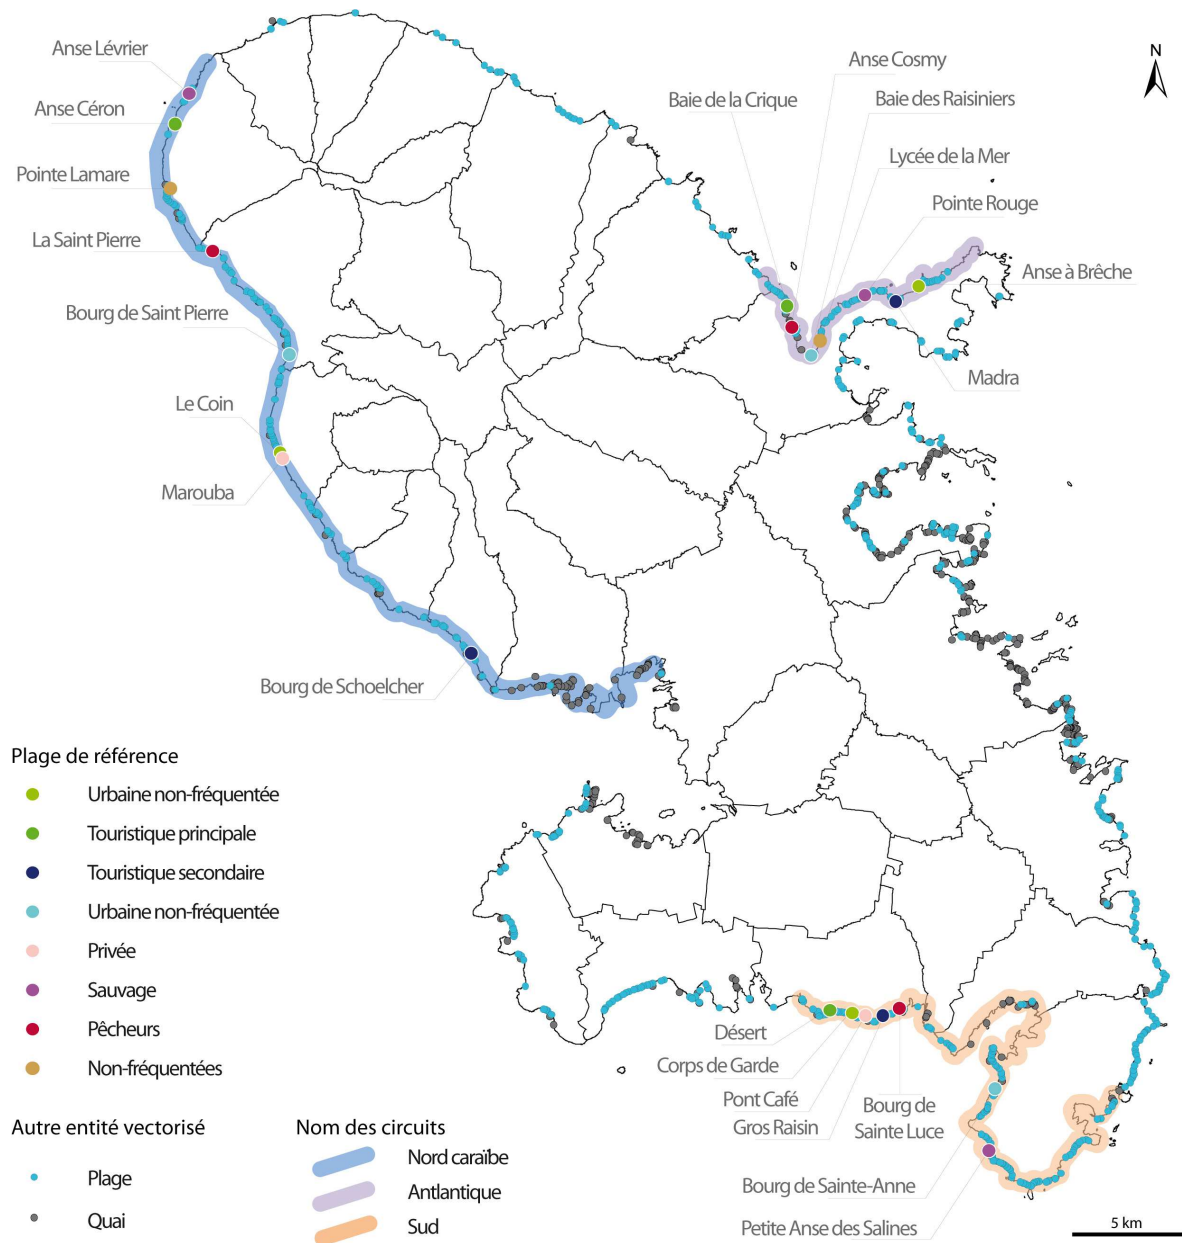 Anse Lévrier
Anse Céron
Pointe Lamare
La Saint Pierre
Bourg de Saint Pierre
Le Coin
Marouba
Bourg de Schoelcher
Anse Cosmy
Baie de la Crique
Baie des Raisiniers
Lycée de la Mer
Pointe Rouge
Anse à Brêche
Madra
N
Plage de référence
Urbaine non-fréquentée
Touristique principale
Touristique secondaire
Urbaine non-fréquentée
Privée
Sauvage
Pêcheurs
Non-fréquentées
Autre entité vectorisé
Plage
Quai
Nom des circuits
Nord caraïbe
Antlantique
Sud
Désert
Corps de Garde
Pont Café
Gros Raisin
Bourg de
Sainte Luce
Bourg de Sainte-Anne
Petite Anse des Salines
5 km